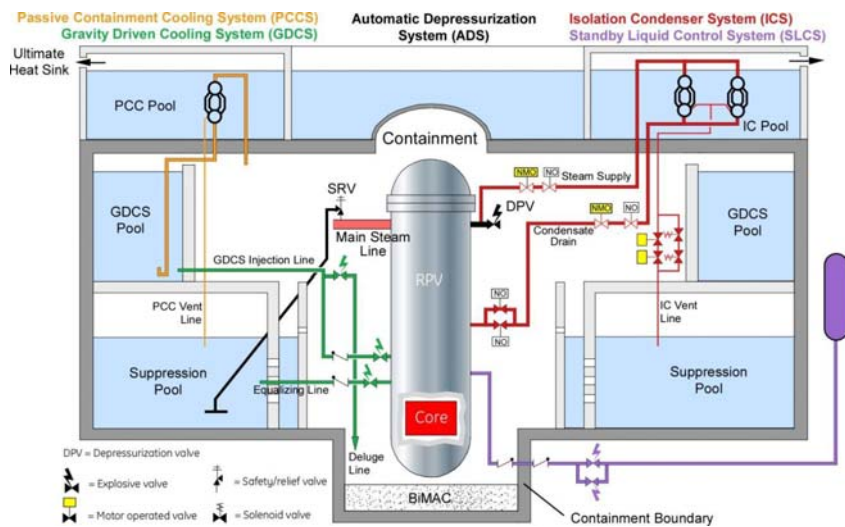 Passive Containment Cooling System (PCCS)
Gravity Driven Cooling System (GDCS)
Automatic Depressurization
System (ADS)
Isolation Condenser System (ICS)
Standby Liquid Control System (SLCS)
Ultimate
Heat Sink
PCC Pool
Containment
IC Pool
NMO
NO
Steam Supply
SRV
DPV
GDCS
Pool
Main Steam
Line
NMO
NO
Condensate
Drain
GDCS
Pool
GDCS Injection Line
RPV
NO
NO
PCC Vent
Line
IC Vent
Line
Suppression
Pool
Equalizing Line
Suppression
Pool
Core
DPV = Depressurization valve
Deluge
Line
= Explosive valve
= Safety/relief valve
BiMAC
= Motor operated valve
= Solenoid valve
Containment Boundary